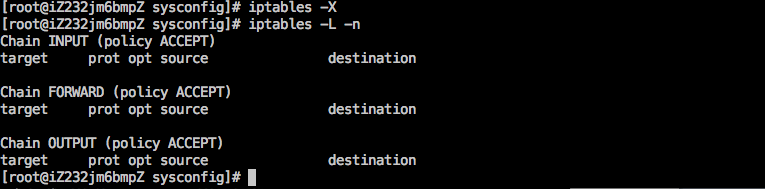 [root@iZ232jm6bmpZ sysconfig]# iptables -X
[root@iZ232jm6bmpZ sysconfig]# iptables -L -n
Chain INPUT (policy ACCEPT)
target     prot opt source               destination
Chain FORWARD (policy ACCEPT)
target     prot opt source               destination
Chain OUTPUT (policy ACCEPT)
target     prot opt source               destination
[root@iZ232jm6bmpZ sysconfig]#